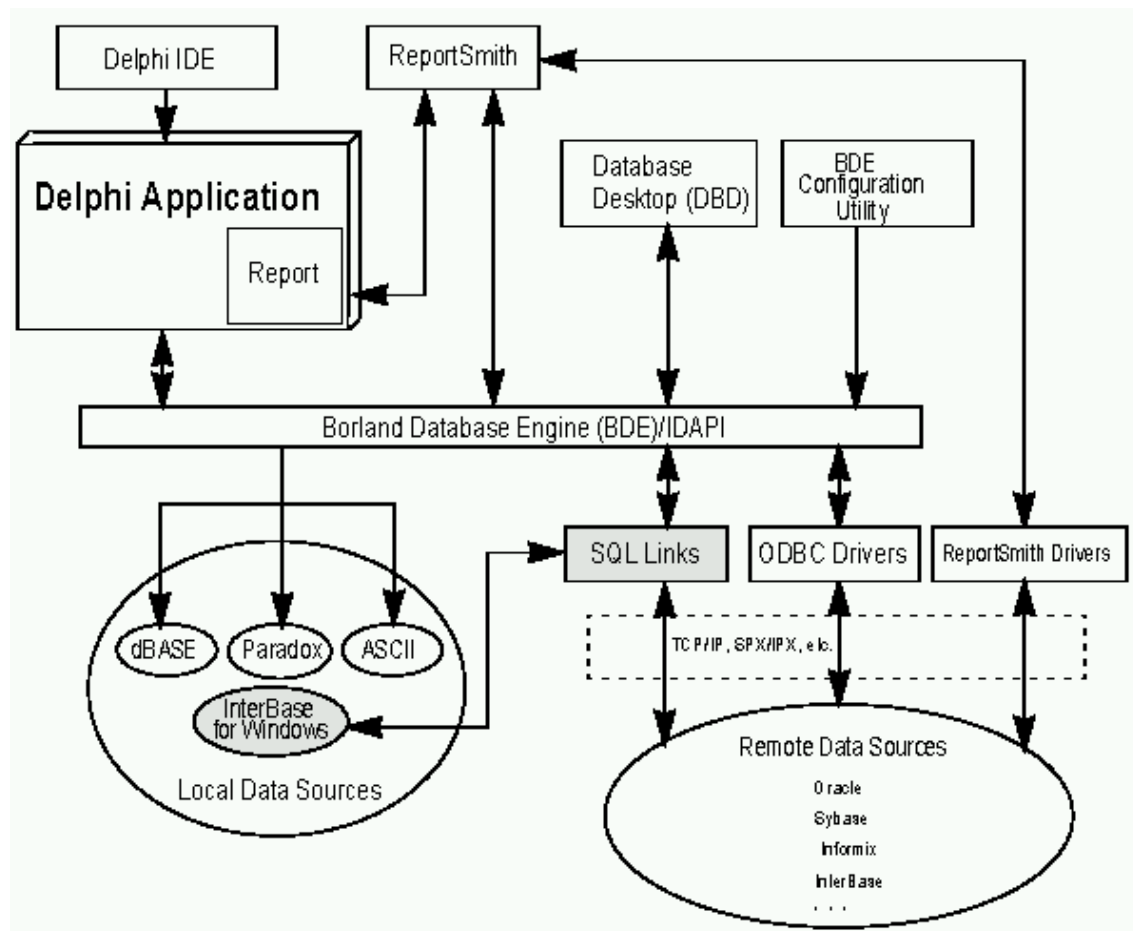 Delphi IDE
ReportSmith
Delphi Application
Report
Database
Desktop (DBD)
BDE
Configuration
Utility
Borland Database Engine (BDE)/IDAPI
SQL Links
ODBC Drivers
ReportSmith Drivers
dBASE
Paradox
ASCII
InterBase
for Windows
Local Data Sources
TCP/IP, SPX/IPX, etc.
Remote Data Sources
Oracle
Sybase
Informix
InterBase
. . .